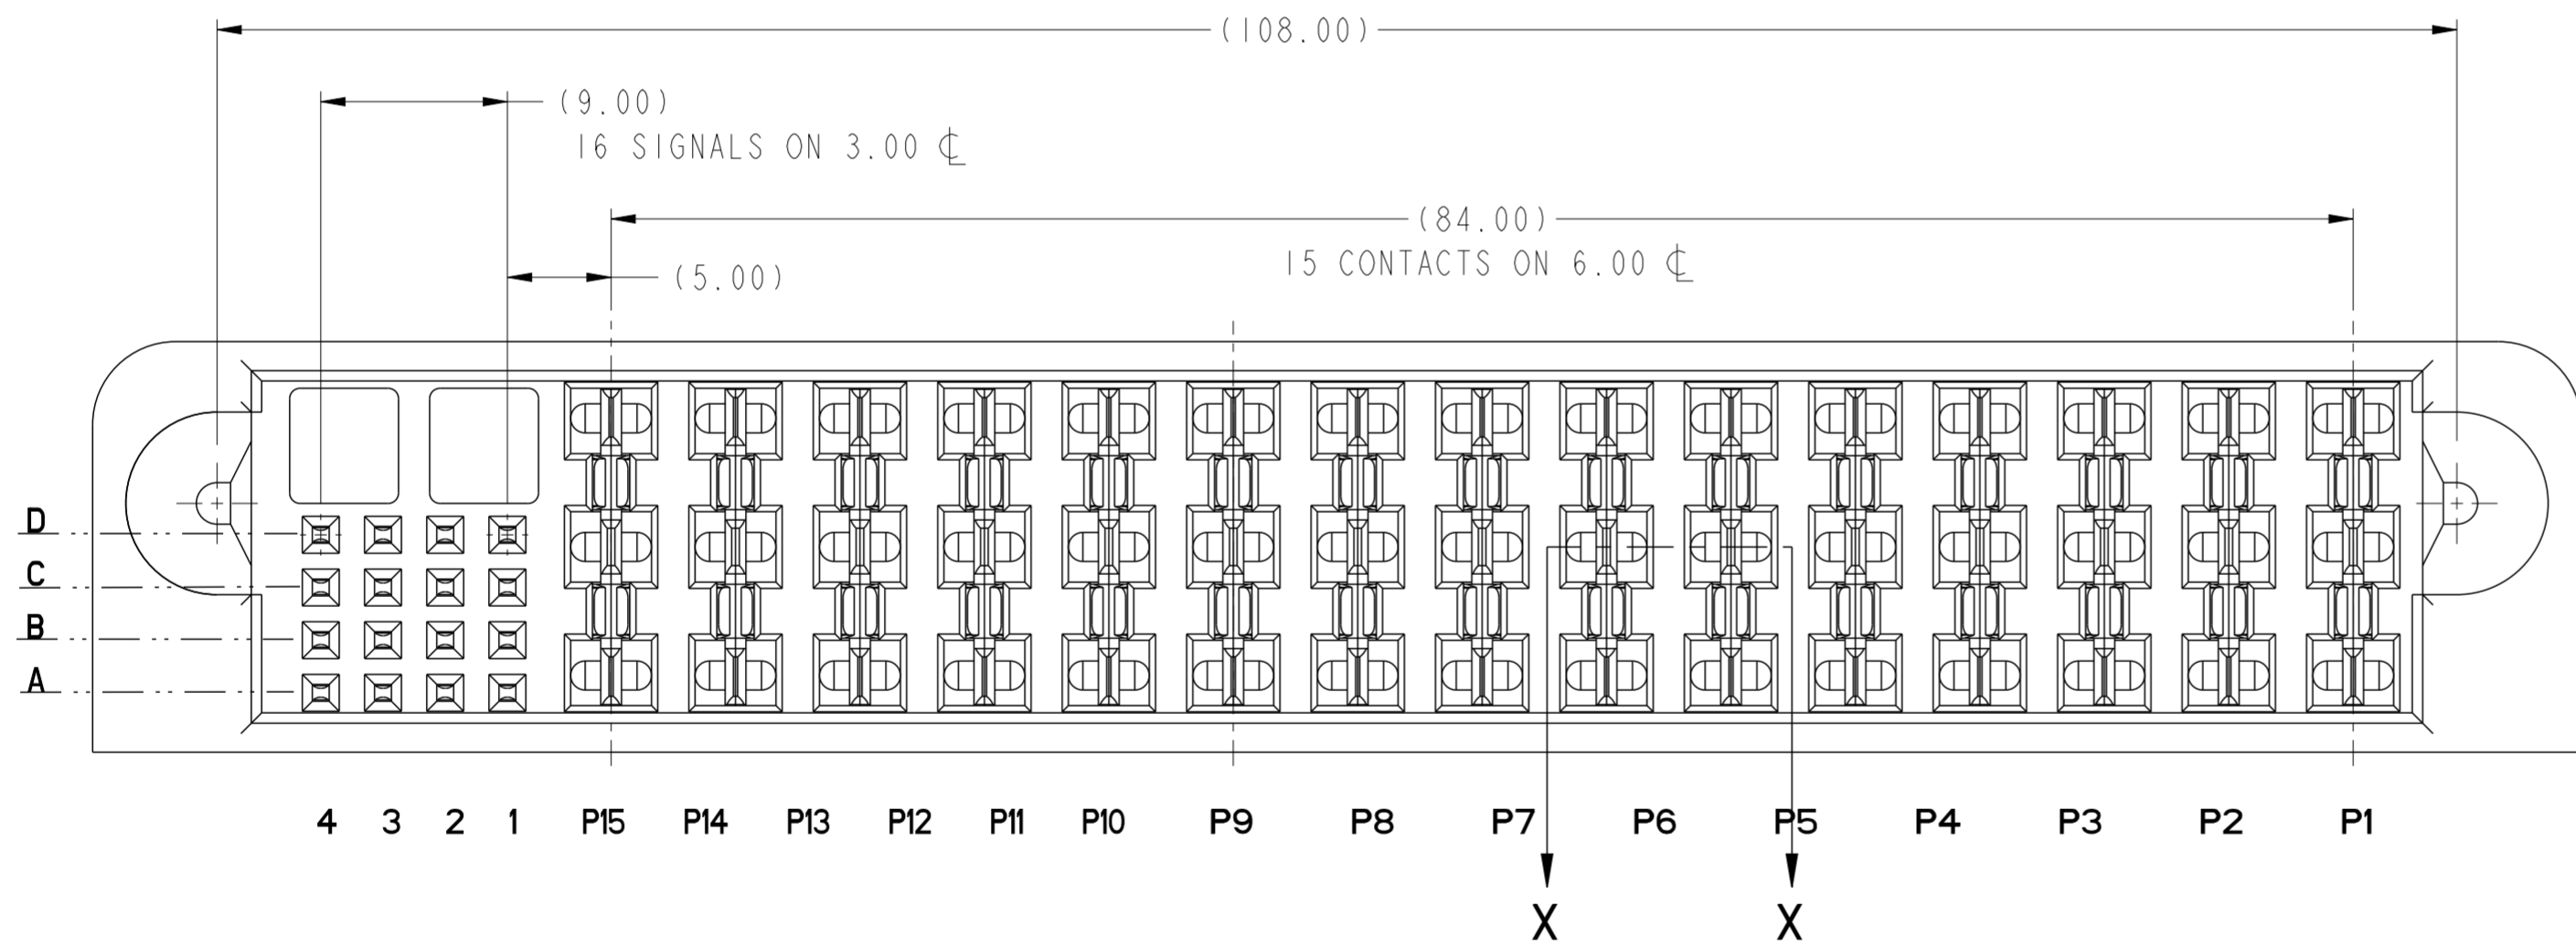 (108.00)
(9.00)
16 SIGNALS ON 3.00 ℄
(84.00)
15 CONTACTS ON 6.00 ℄
(5.00)
D
C
B
A
4 3 2 1 P15 P14 P13 P12 P11 P10 P9 P8 P7 P6 P5 P4 P3 P2 P1
X X